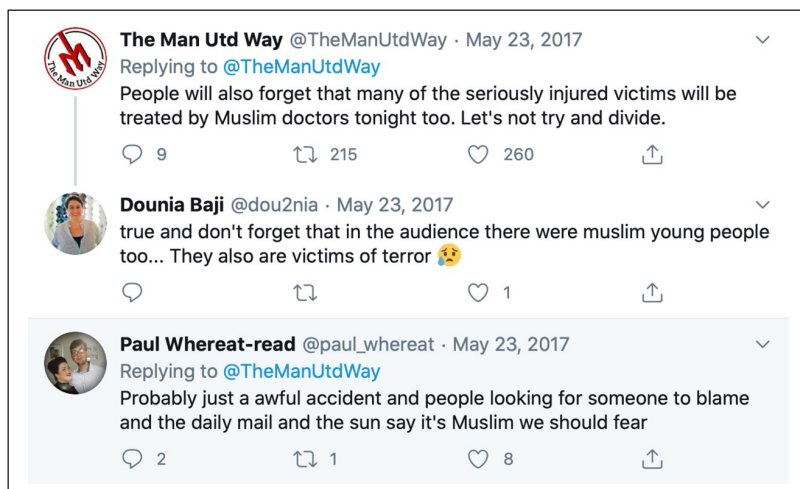 The Man Utd Way
The Man Utd Way @TheManUtdWay · May 23, 2017
Replying to @TheManUtdWay
People will also forget that many of the seriously injured victims will be
treated by Muslim doctors tonight too. Let's not try and divide.
9 215 260
Dounia Baji @dou2nia · May 23, 2017
true and don't forget that in the audience there were muslim young people
too... They also are victims of terror 😥
1
Paul Whereat-read @paul_whereat · May 23, 2017
Replying to @TheManUtdWay
Probably just a awful accident and people looking for someone to blame
and the daily mail and the sun say it's Muslim we should fear
2 1 8